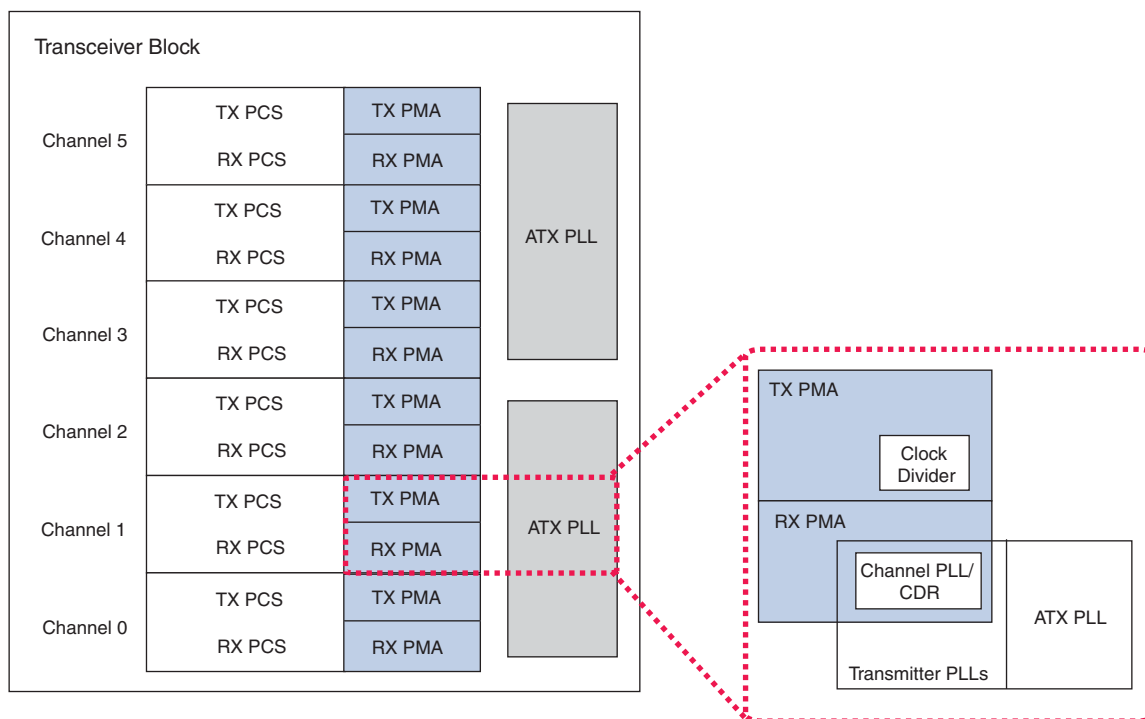 Transceiver Block
Channel 5
TX PCS
TX PMA
RX PCS
RX PMA
Channel 4
TX PCS
TX PMA
RX PCS
RX PMA
ATX PLL
Channel 3
TX PCS
TX PMA
RX PCS
RX PMA
Channel 2
TX PCS
TX PMA
RX PCS
RX PMA
Channel 1
TX PCS
TX PMA
RX PCS
RX PMA
ATX PLL
Channel 0
TX PCS
TX PMA
RX PCS
RX PMA
TX PMA
Clock
Divider
RX PMA
Channel PLL/
CDR
ATX PLL
Transmitter PLLs